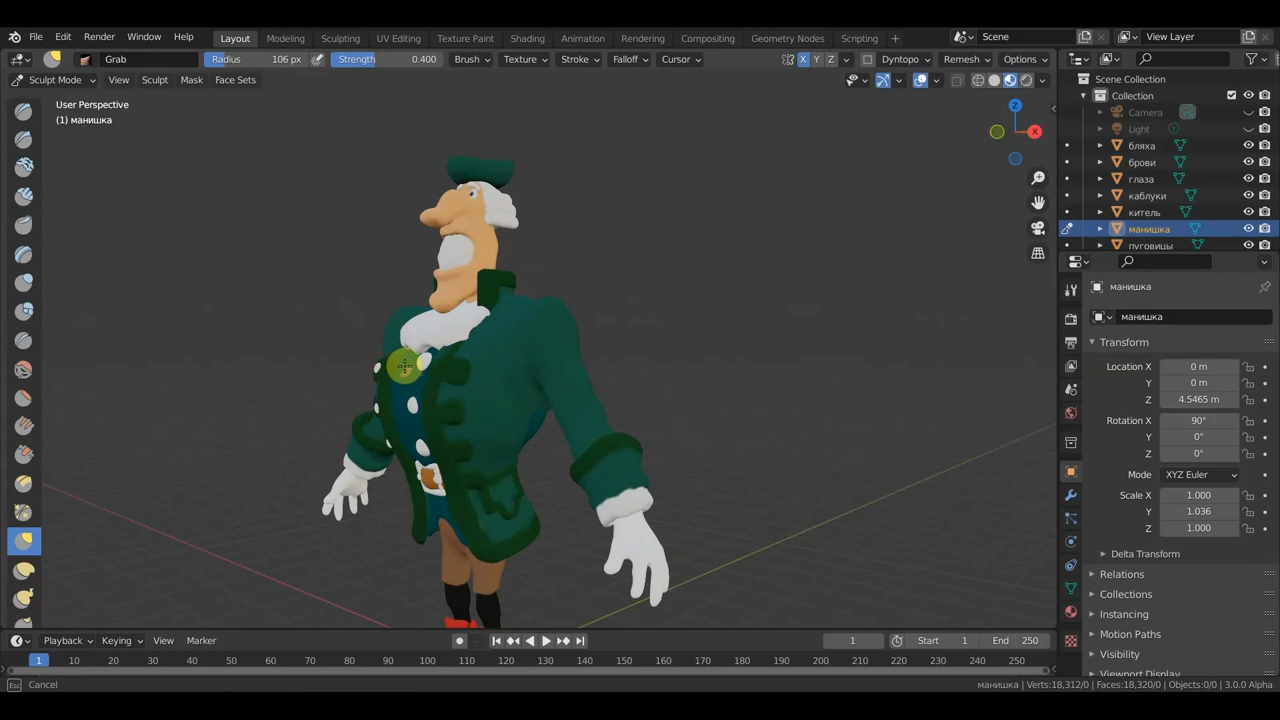 File Edit Render Window Help Layout Modeling Sculpting UV Editing Texture Paint Shading Animation Rendering Compositing Geometry Nodes Scripting + Scene View Layer
Grab Radius 106 px Strength 0.400 Brush Texture Stroke Falloff Cursor X Y Z Dyntopo Remesh Options
Sculpt Mode View Sculpt Mask Face Sets
Scene Collection
Collection
Camera
Light
бляха
брови
глаза
каблуки
китель
манишка
пуговицы
User Perspective
(1) манишка
Z
X
манишка
манишка
Transform
Location X 0 m
Y 0 m
Z 4.5465 m
Rotation X 90°
Y 0°
Z 0°
Mode XYZ Euler
Scale X 1.000
Y 1.036
Z 1.000
Delta Transform
Relations
Collections
Instancing
Motion Paths
Visibility
Viewport Display
Playback Keying View Marker 1 Start 1 End 250
1 10 20 30 40 50 60 70 80 90 100 110 120 130 140 150 160 170 180 190 200 210 220 230 240 250
Esc Cancel манишка | Verts:18,312/0 | Faces:18,320/0 | Objects:0/0 | 3.0.0 Alpha